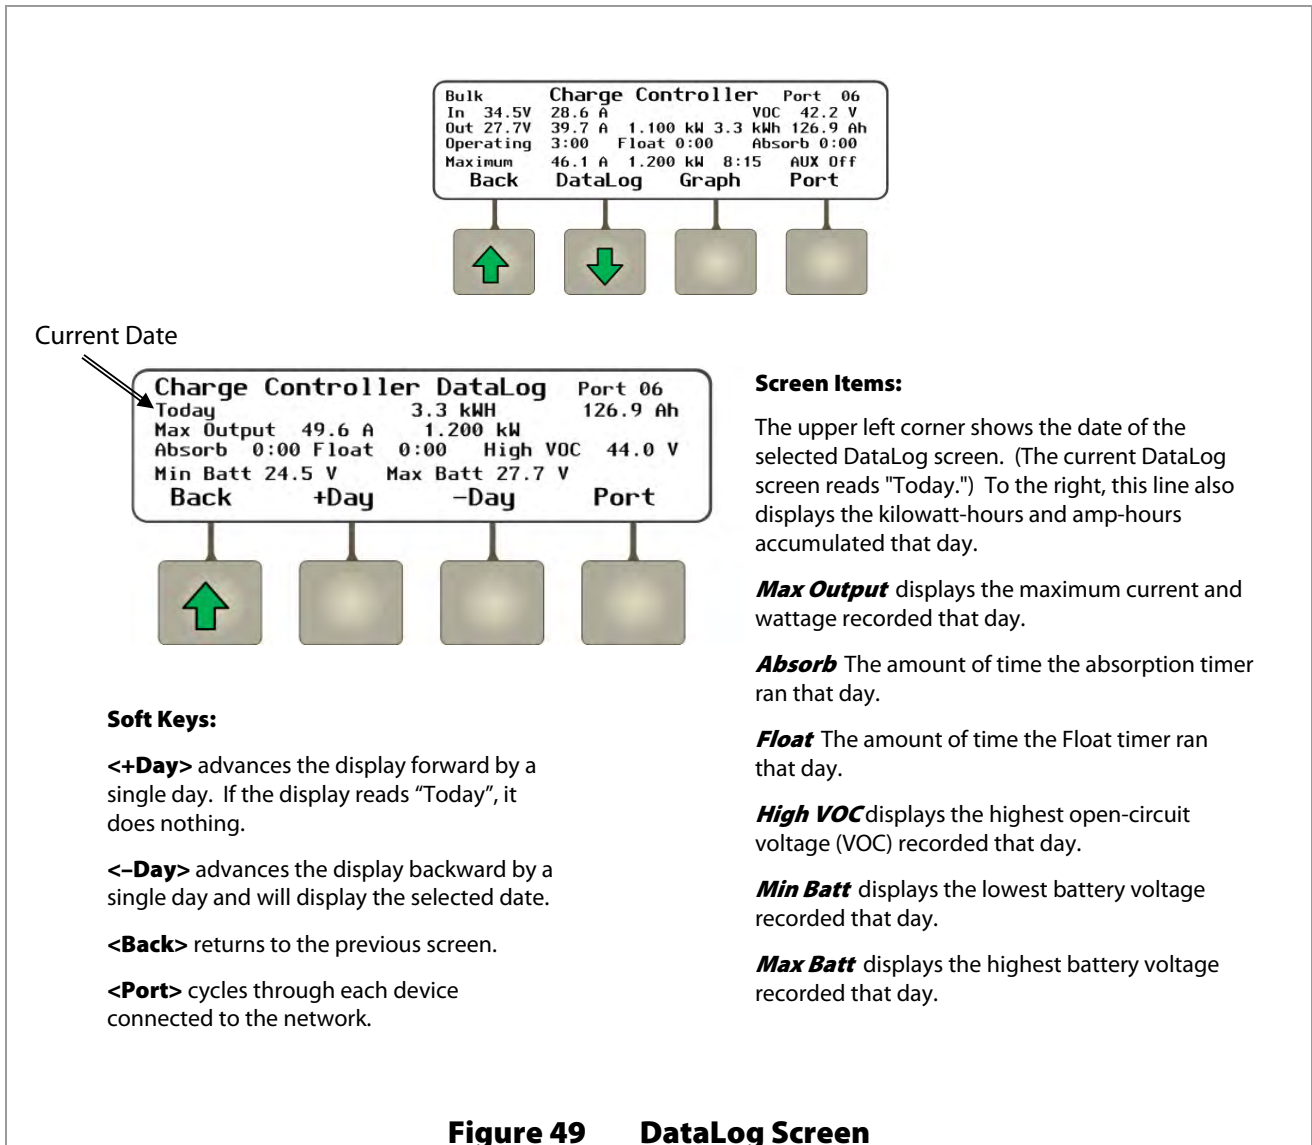 Bulk Charge Controller Port 06
In 34.5V 28.6 A VOC 42.2 V
Out 27.7V 39.7 A 1.100 kW 3.3 kWh 126.9 Ah
Operating 3:00 Float 0:00 Absorb 0:00
Maximum 46.1 A 1.200 kW 8:15 AUX Off
Back DataLog Graph Port
Current Date
Charge Controller DataLog Port 06
Today 3.3 kWH 126.9 Ah
Max Output 49.6 A 1.200 kW
Absorb 0:00 Float 0:00 High VOC 44.0 V
Min Batt 24.5 V Max Batt 27.7 V
Back +Day −Day Port
Soft Keys:
<+Day> advances the display forward by a
single day. If the display reads “Today”, it
does nothing.
<–Day> advances the display backward by a
single day and will display the selected date.
<Back> returns to the previous screen.
<Port> cycles through each device
connected to the network.
Screen Items:
The upper left corner shows the date of the
selected DataLog screen. (The current DataLog
screen reads "Today.") To the right, this line also
displays the kilowatt-hours and amp-hours
accumulated that day.
Max Output displays the maximum current and
wattage recorded that day.
Absorb The amount of time the absorption timer
ran that day.
Float The amount of time the Float timer ran
that day.
High VOC displays the highest open-circuit
voltage (VOC) recorded that day.
Min Batt displays the lowest battery voltage
recorded that day.
Max Batt displays the highest battery voltage
recorded that day.
Figure 49 DataLog Screen